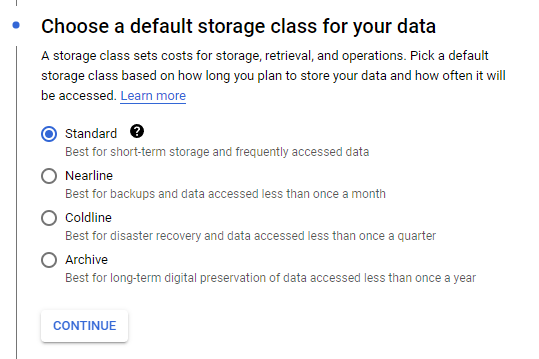 Choose a default storage class for your data
A storage class sets costs for storage, retrieval, and operations. Pick a default
storage class based on how long you plan to store your data and how often it will
be accessed. Learn more
Standard ?
Best for short-term storage and frequently accessed data
Nearline
Best for backups and data accessed less than once a month
Coldline
Best for disaster recovery and data accessed less than once a quarter
Archive
Best for long-term digital preservation of data accessed less than once a year
CONTINUE